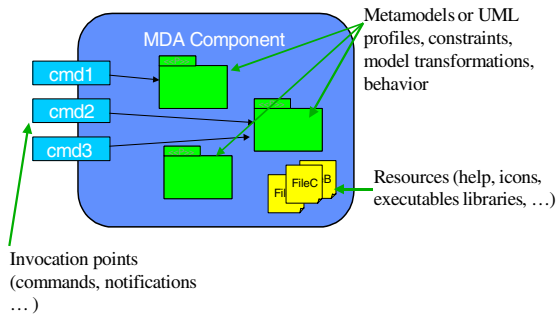 MDA Component
cmd1
cmd2
cmd3
Metamodels or UML
profiles, constraints,
model transformations,
behavior
FileC
Fil
B
Resources (help, icons,
executables libraries, …)
Invocation points
(commands, notifications
… )